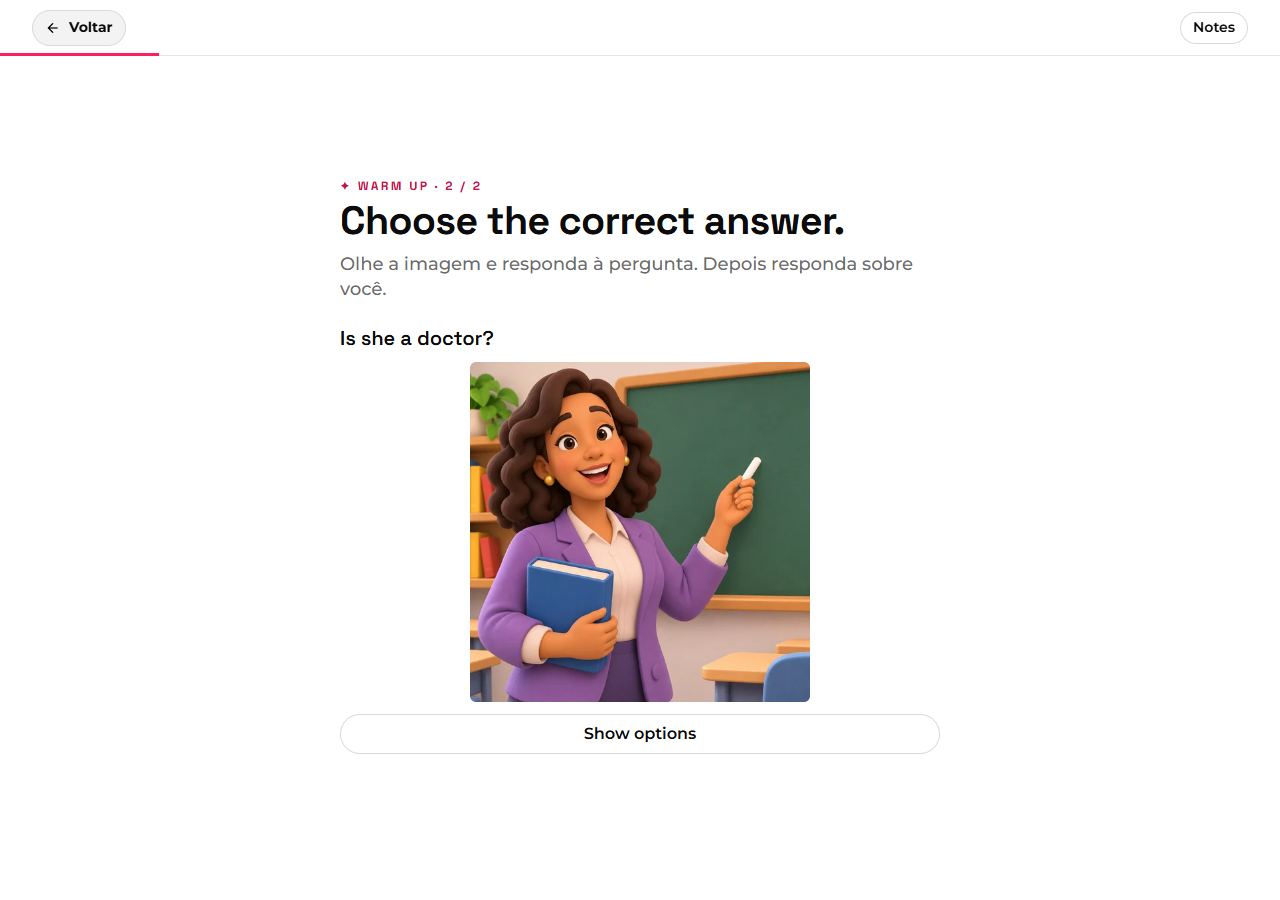 Voltar
Notes
✦ WARM UP · 2 / 2
Choose the correct answer.
Olhe a imagem e responda à pergunta. Depois responda sobre
você.
Is she a doctor?
Show options